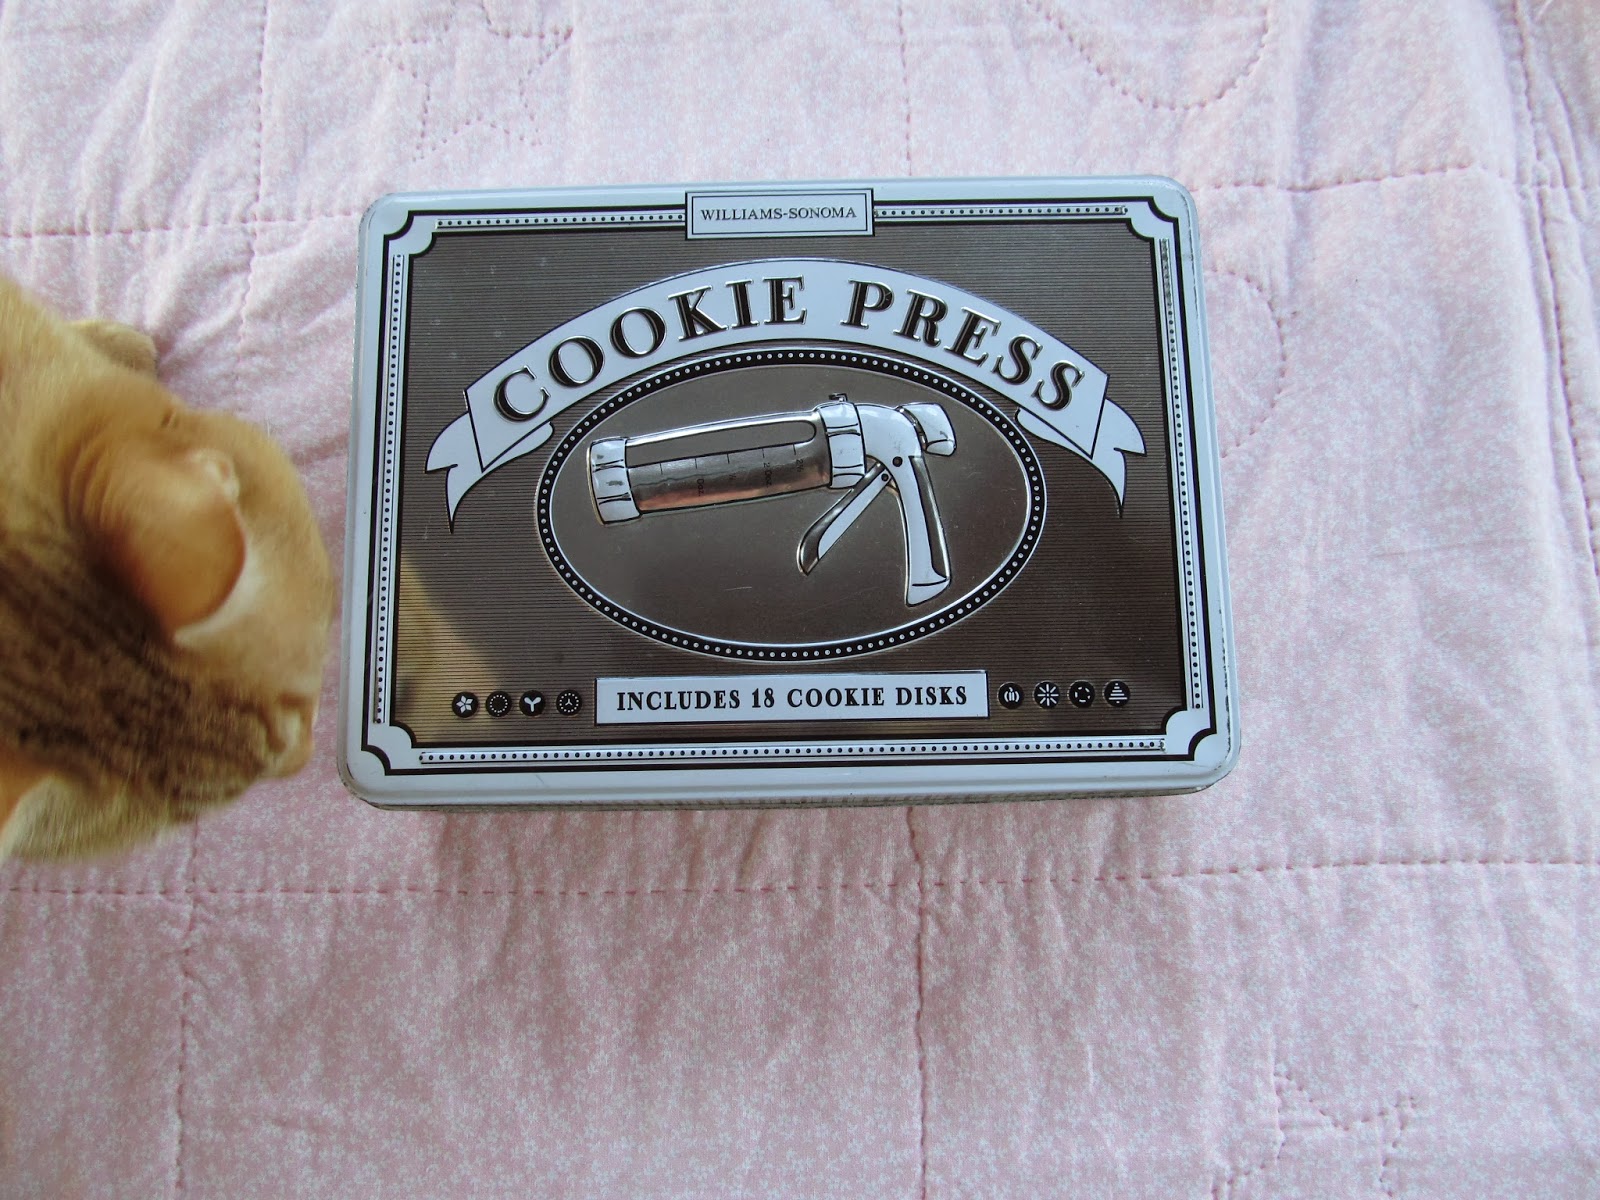 WILLIAMS-SONOMA
COOKIE PRESS
INCLUDES 18 COOKIE DISKS